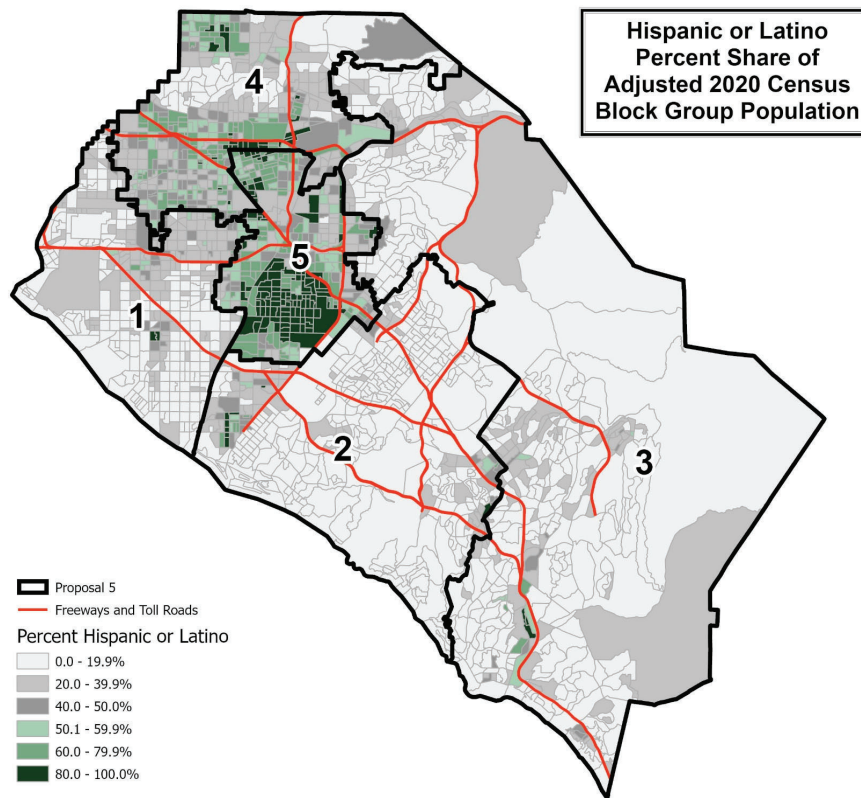 Hispanic or Latino
Percent Share of
Adjusted 2020 Census
Block Group Population
4
5
1
2
3
Proposal 5
Freeways and Toll Roads
Percent Hispanic or Latino
0.0 - 19.9%
20.0 - 39.9%
40.0 - 50.0%
50.1 - 59.9%
60.0 - 79.9%
80.0 - 100.0%